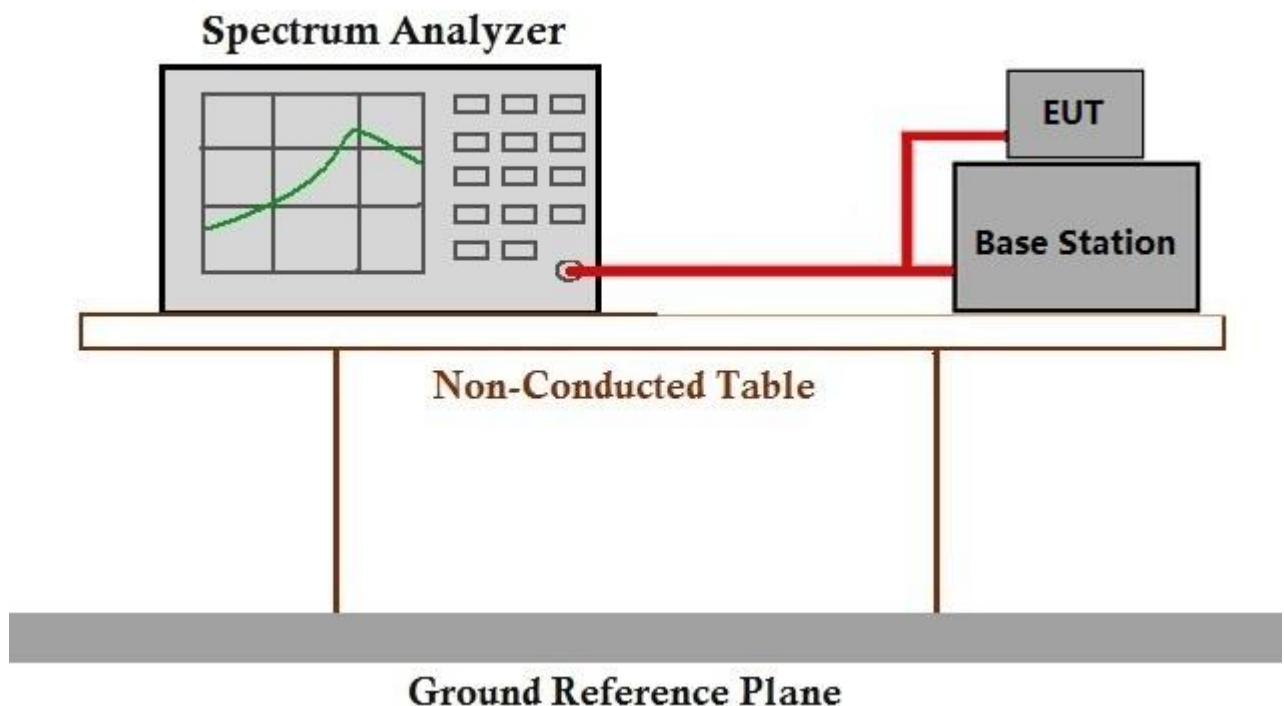 Spectrum Analyzer
EUT
Base Station
Non-Conducted Table
Ground Reference Plane